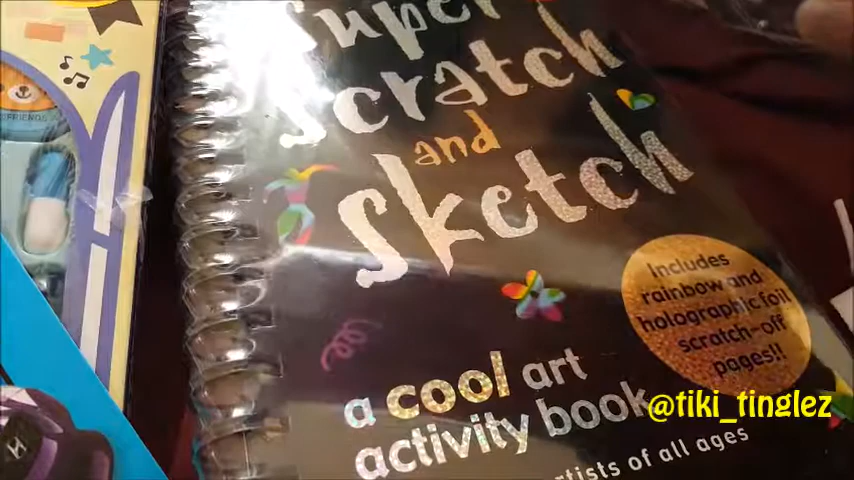 Super
Scratch
and
Sketch
Includes
rainbow and
holographic foil
scratch-off
pages!!
a cool art
activity book
artists of all ages
@tiki_tinglez
FRIENDS